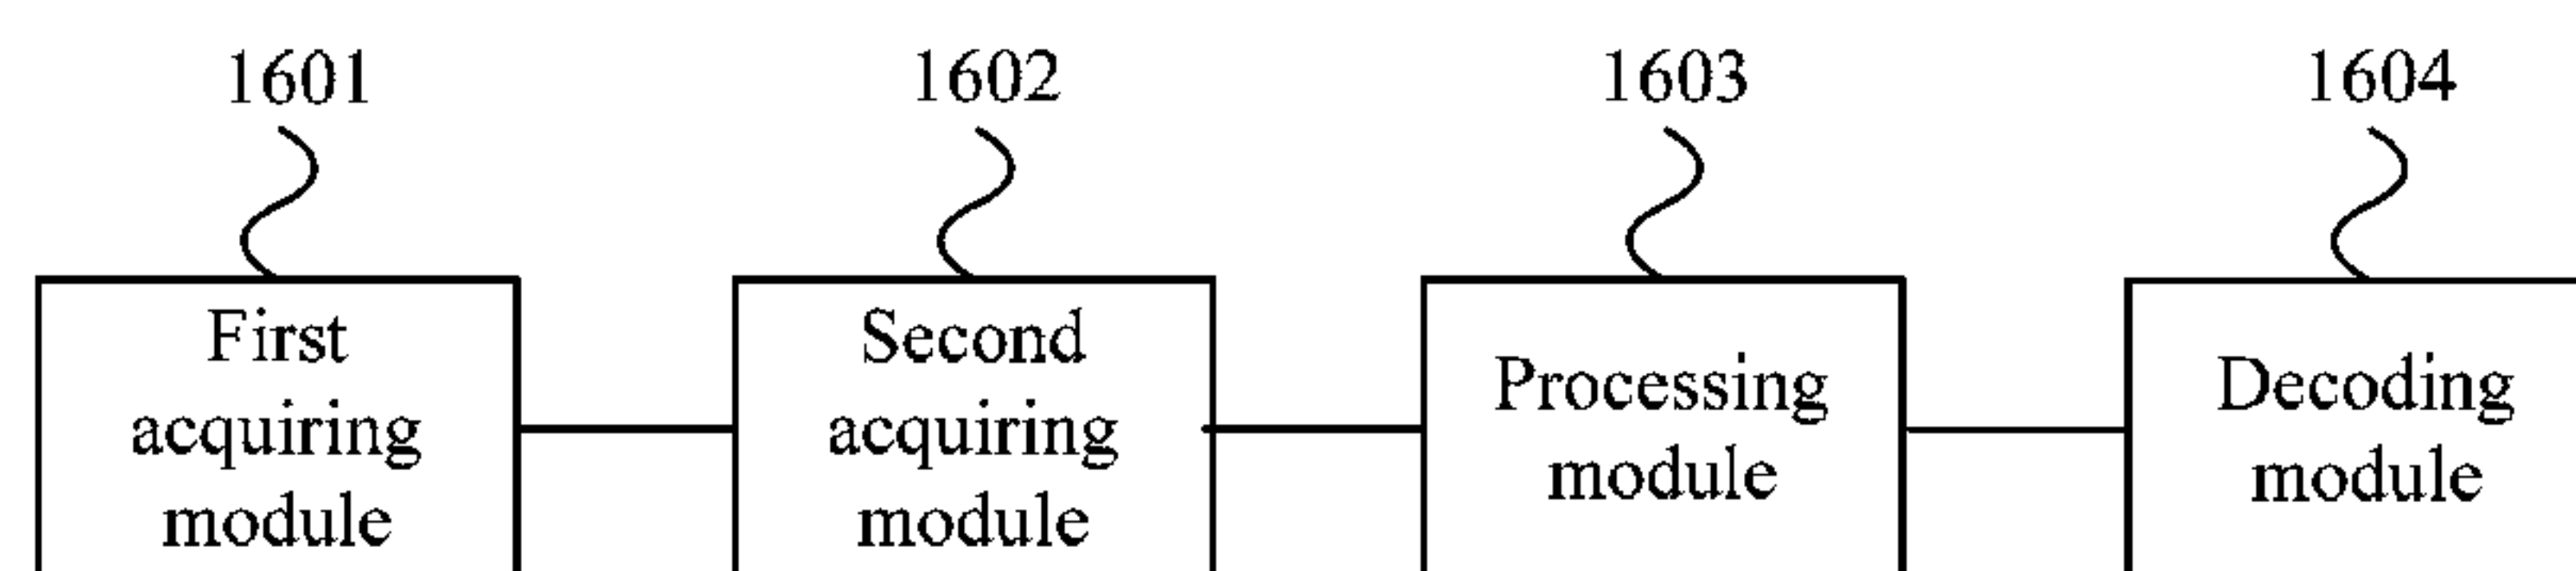 1601
1602
1603
1604
First
acquiring
module
Second
acquiring
module
Processing
module
Decoding
module